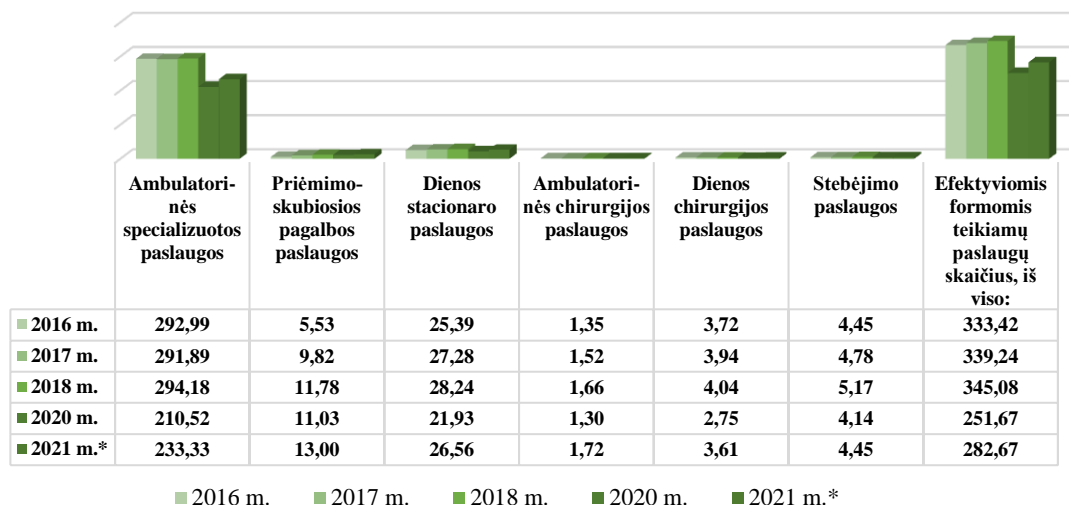 Ambulatori-
nės
specializuotos
paslaugos
Priėmimo-
skubiosios
pagalbos
paslaugos
Dienos
stacionaro
paslaugos
Ambulatori-
nės chirurgijos
paslaugos
Dienos
chirurgijos
paslaugos
Stebėjimo
paslaugos
Efektyviomis
formomis
teikiamų
paslaugų
skaičius, iš
viso:
2016 m. 292,99 5,53 25,39 1,35 3,72 4,45 333,42
2017 m. 291,89 9,82 27,28 1,52 3,94 4,78 339,24
2018 m. 294,18 11,78 28,24 1,66 4,04 5,17 345,08
2020 m. 210,52 11,03 21,93 1,30 2,75 4,14 251,67
2021 m.* 233,33 13,00 26,56 1,72 3,61 4,45 282,67
2016 m. 2017 m. 2018 m. 2020 m. 2021 m.*